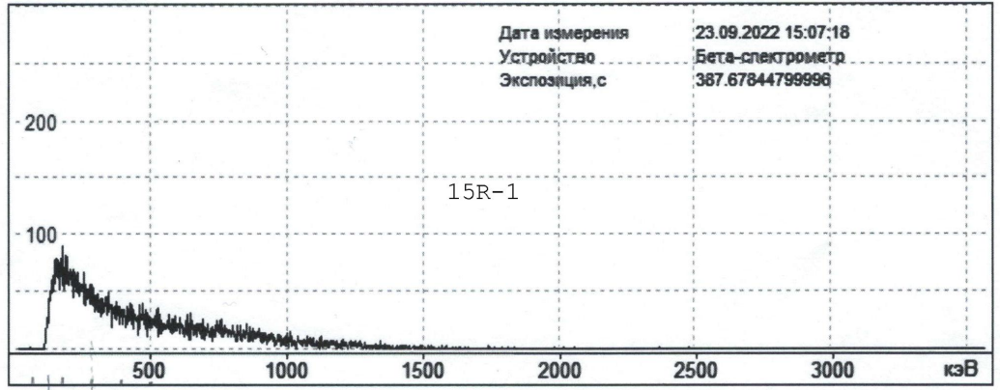 Дата измерения 23.09.2022 15:07:18
Устройство Бета-спектрометр
Экспозиция,с 387.67844799996
200
15R-1
100
500 1000 1500 2000 2500 3000 кэВ